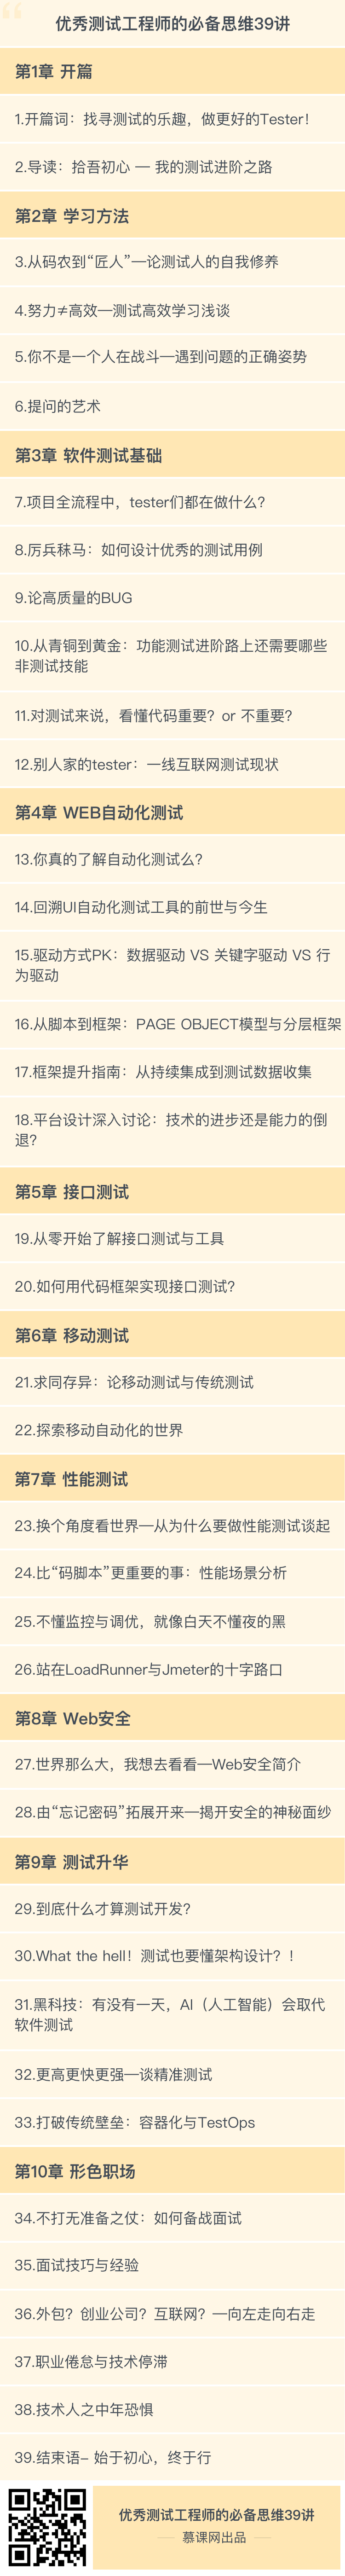 优秀测试工程师的必备思维39讲
第1章 开篇
1.开篇词：找寻测试的乐趣，做更好的Tester！
2.导读：拾吾初心 — 我的测试进阶之路
第2章 学习方法
3.从码农到“匠人”—论测试人的自我修养
4.努力≠高效—测试高效学习浅谈
5.你不是一个人在战斗—遇到问题的正确姿势
6.提问的艺术
第3章 软件测试基础
7.项目全流程中，tester们都在做什么？
8.厉兵秣马：如何设计优秀的测试用例
9.论高质量的BUG
10.从青铜到黄金：功能测试进阶路上还需要哪些
非测试技能
11.对测试来说，看懂代码重要？or 不重要？
12.别人家的tester：一线互联网测试现状
第4章 WEB自动化测试
13.你真的了解自动化测试么？
14.回溯UI自动化测试工具的前世与今生
15.驱动方式PK：数据驱动 VS 关键字驱动 VS 行
为驱动
16.从脚本到框架：PAGE OBJECT模型与分层框架
17.框架提升指南：从持续集成到测试数据收集
18.平台设计深入讨论：技术的进步还是能力的倒
退？
第5章 接口测试
19.从零开始了解接口测试与工具
20.如何用代码框架实现接口测试？
第6章 移动测试
21.求同存异：论移动测试与传统测试
22.探索移动自动化的世界
第7章 性能测试
23.换个角度看世界—从为什么要做性能测试谈起
24.比“码脚本”更重要的事：性能场景分析
25.不懂监控与调优，就像白天不懂夜的黑
26.站在LoadRunner与Jmeter的十字路口
第8章 Web安全
27.世界那么大，我想去看看—Web安全简介
28.由“忘记密码”拓展开来—揭开安全的神秘面纱
第9章 测试升华
29.到底什么才算测试开发？
30.What the hell！测试也要懂架构设计？！
31.黑科技：有没有一天，AI（人工智能）会取代
软件测试
32.更高更快更强—谈精准测试
33.打破传统壁垒：容器化与TestOps
第10章 形色职场
34.不打无准备之仗：如何备战面试
35.面试技巧与经验
36.外包？创业公司？互联网？—向左走向右走
37.职业倦怠与技术停滞
38.技术人之中年恐惧
39.结束语- 始于初心，终于行
优秀测试工程师的必备思维39讲
慕课网出品